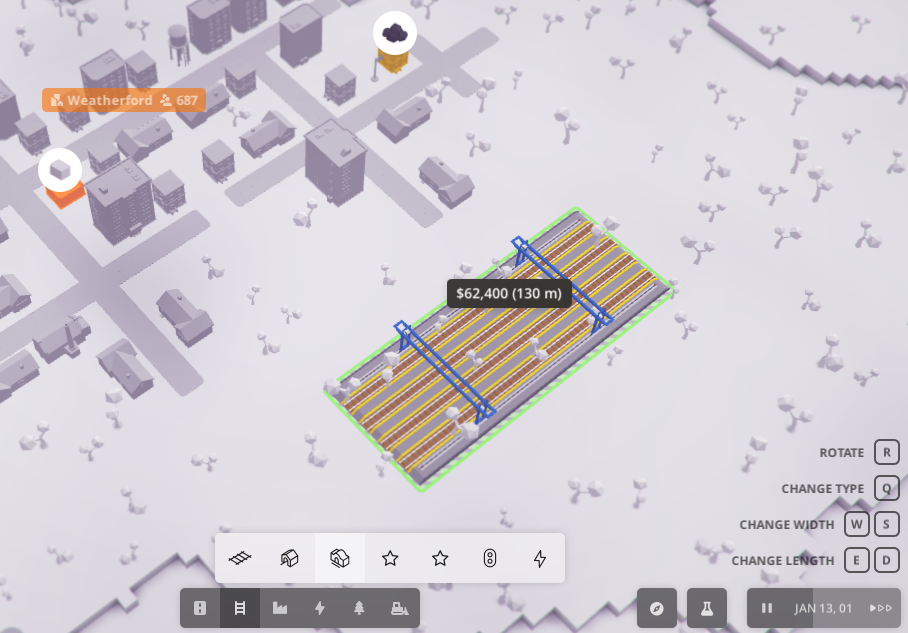 Weatherford 687
$62,400 (130 m)
ROTATE R
CHANGE TYPE Q
CHANGE WIDTH W S
CHANGE LENGTH E D
JAN 13, 01